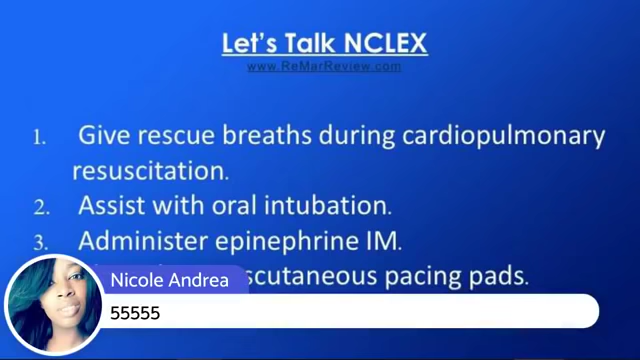 Let's Talk NCLEX
www.ReMarReview.com
1. Give rescue breaths during cardiopulmonary
resuscitation.
2. Assist with oral intubation.
3. Administer epinephrine IM.
pacing pads.
Nicole Andrea
55555